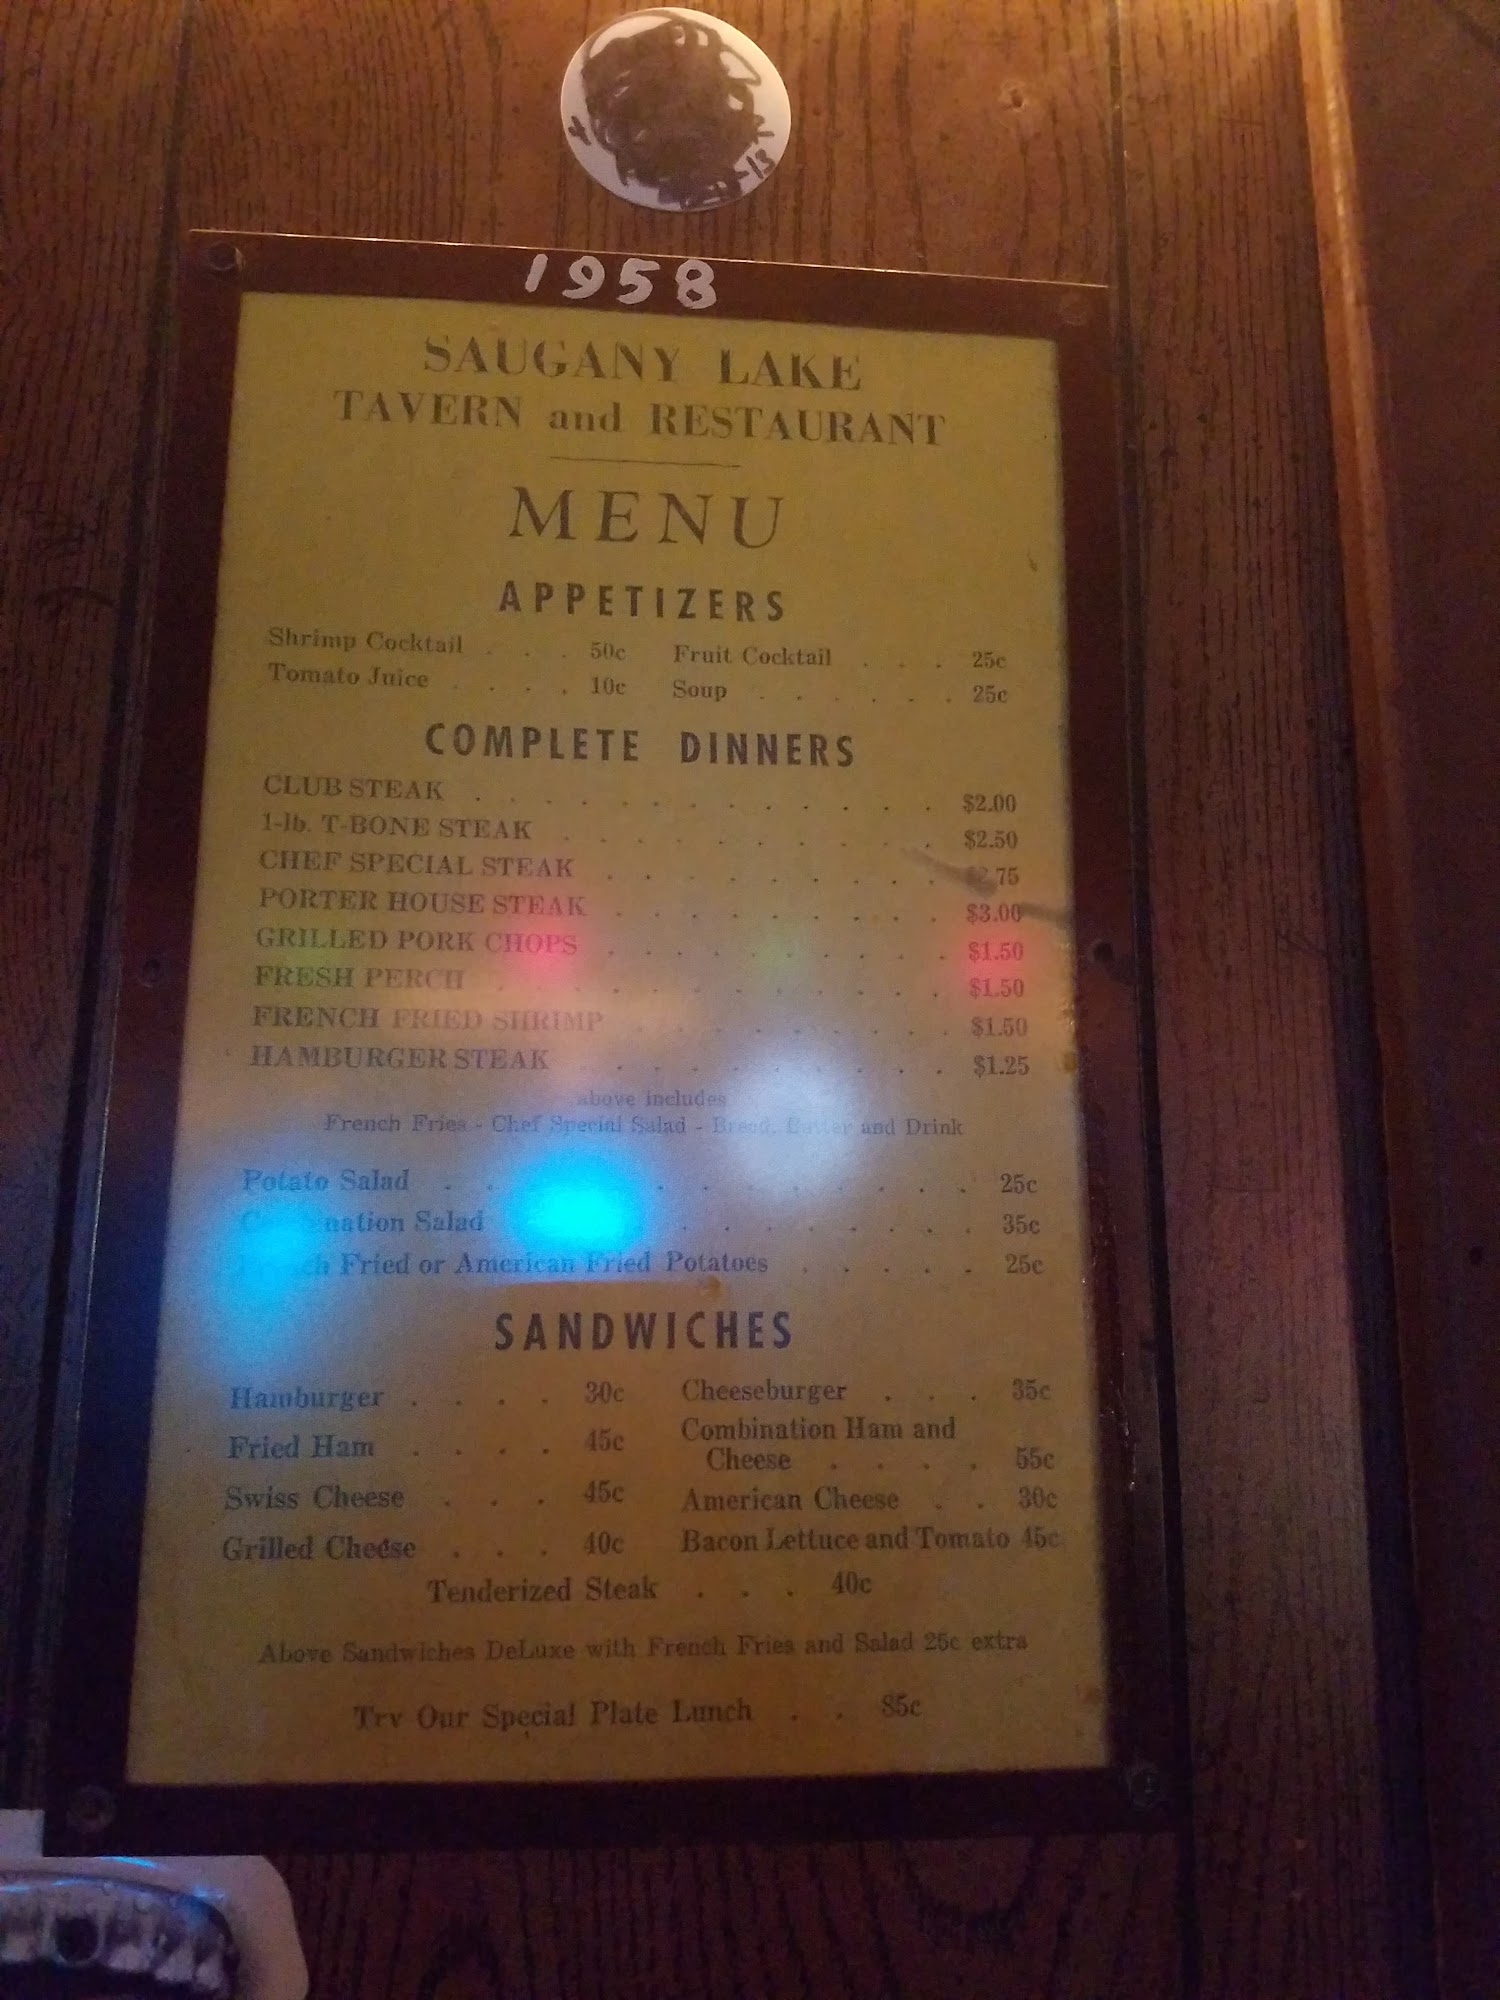 1958
SAUGANY LAKE
TAVERN and RESTAURANT
MENU
APPETIZERS
Shrimp Cocktail . . . 50c Fruit Cocktail . . . 25c
Tomato Juice . . . . 10c Soup . . . . . . 25c
COMPLETE DINNERS
CLUB STEAK . . . . . . . . . . . . . $2.00
1-lb. T-BONE STEAK . . . . . . . . . . . $2.50
CHEF SPECIAL STEAK . . . . . . . . . . 75
PORTER HOUSE STEAK . . . . . . . . . . $3.00
GRILLED PORK CHOPS . . . . . . . . . . $1.50
FRESH PERCH . . . . . . . . . . . . $1.50
FRENCH FRIED SHRIMP . . . . . . . . . $1.50
HAMBURGER STEAK . . . . . . . . . . . $1.25
above includes
French Fries - Chef Special Salad - Bread, Butter and Drink
Potato Salad . . . . . . . . . . . . 25c
nation Salad . . . . . . . . . 35c
Fried or American Fried Potatoes . . . . . 25c
SANDWICHES
Hamburger . . . . 30c Cheeseburger . . . 35c
Fried Ham . . . . 45c Combination Ham and
Cheese . . . . 55c
Swiss Cheese . . . 45c American Cheese . . 30c
Grilled Cheese . . . 40c Bacon Lettuce and Tomato 45c
Tenderized Steak . . . 40c
Above Sandwiches DeLuxe with French Fries and Salad 25c extra
Try Our Special Plate Lunch . . 85c